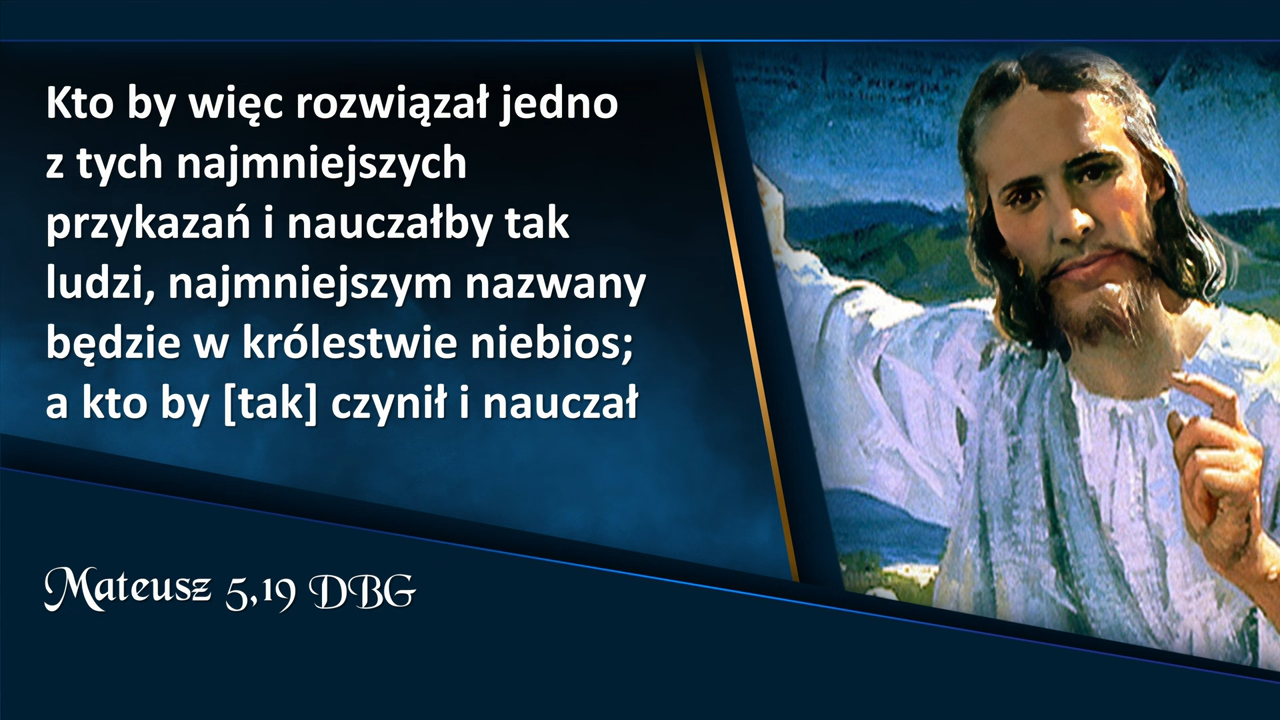 Kto by więc rozwiązał jedno
z tych najmniejszych
przykazań i nauczałby tak
ludzi, najmniejszym nazwany
będzie w królestwie niebios;
a kto by [tak] czynił i nauczał
Mateusz 5,19 DBG